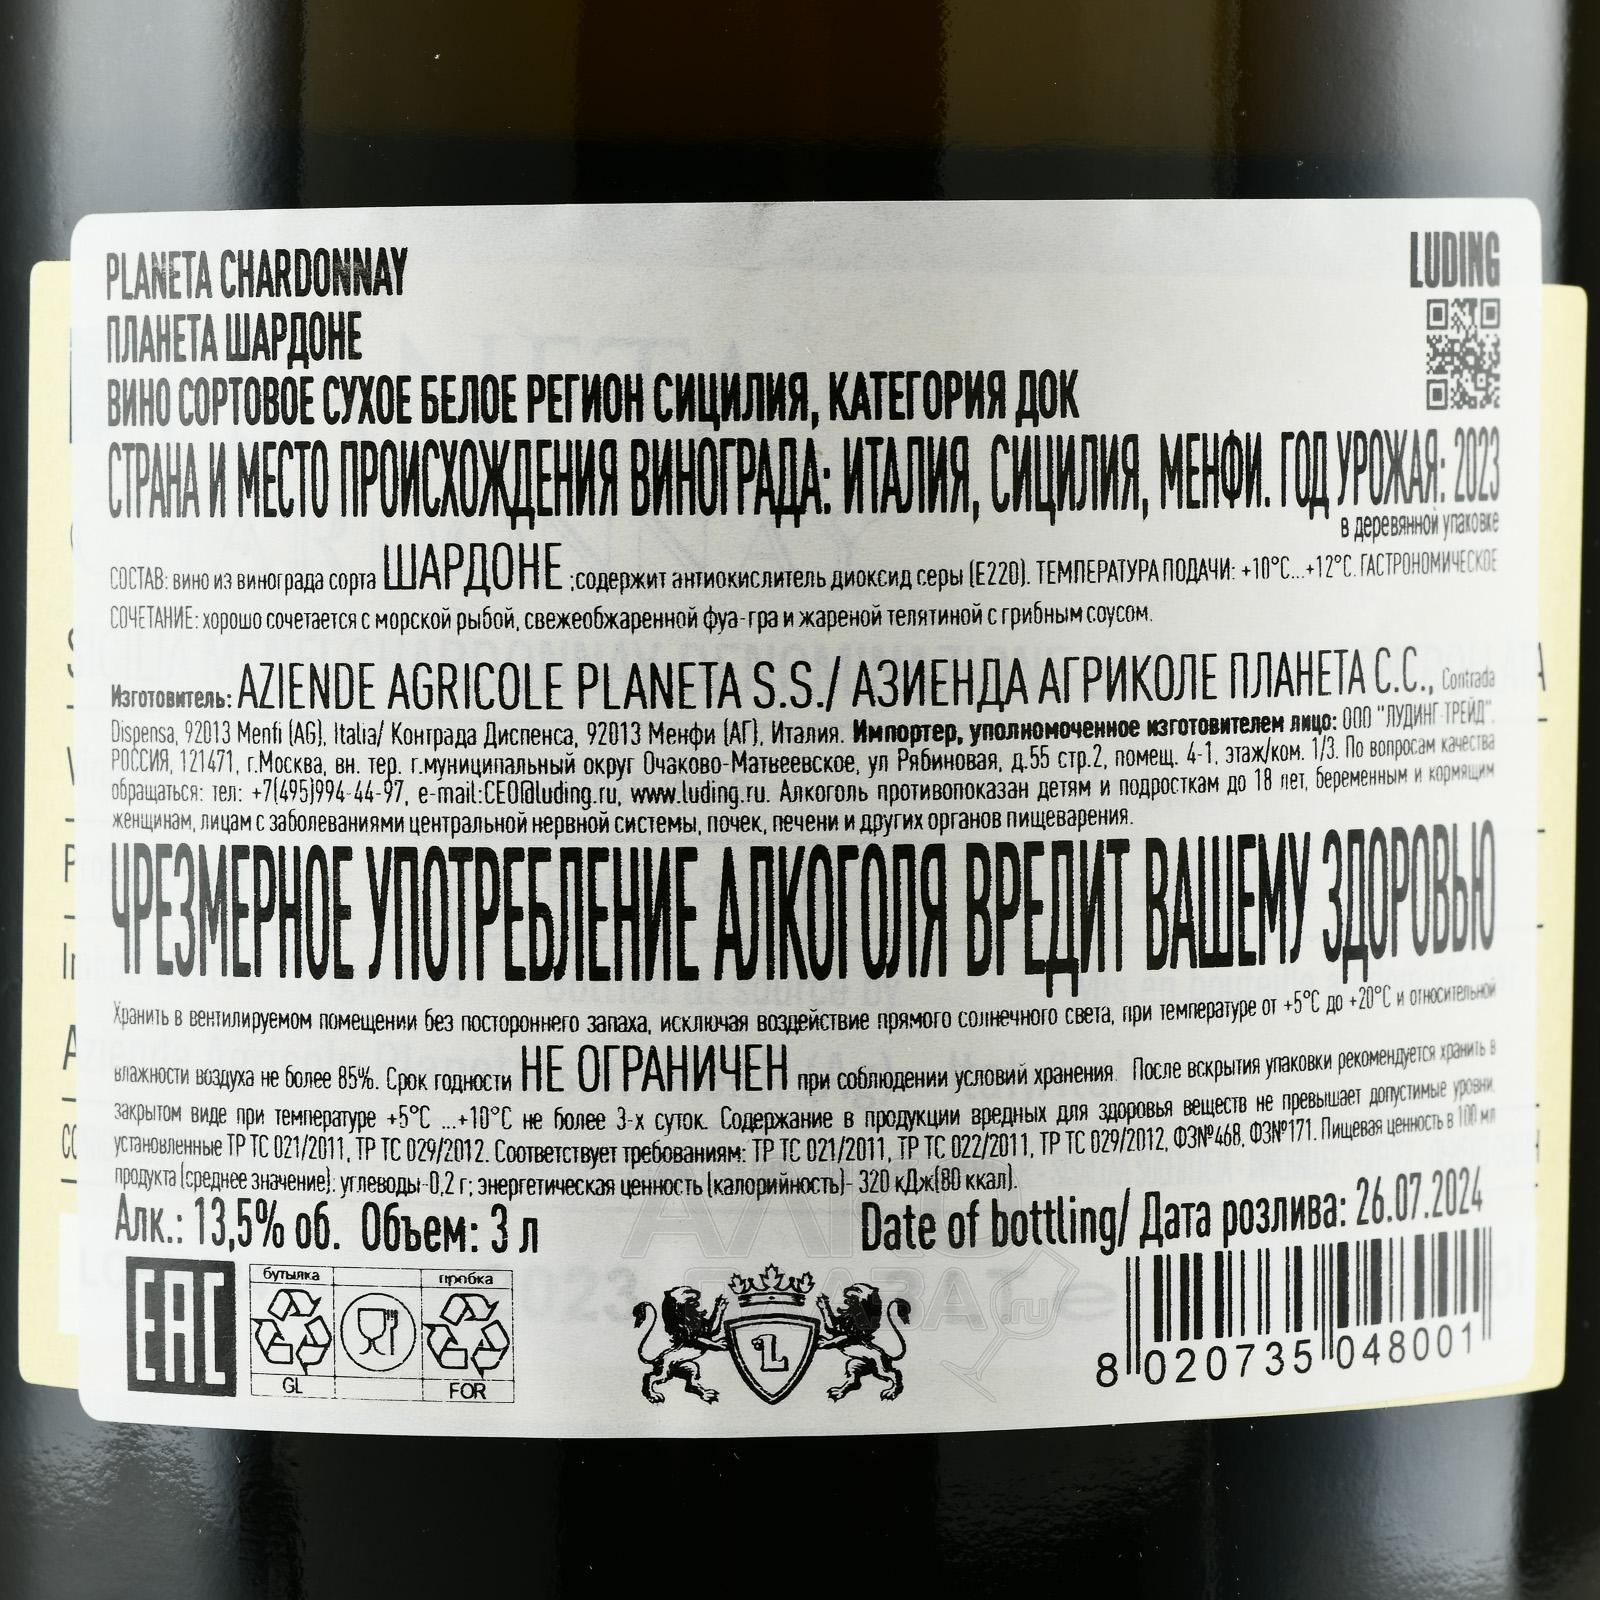 PLANETA CHARDONNAY
LUDING
ПЛАНЕТА ШАРДОНЕ
ВИНО СОРТОВОЕ СУХОЕ БЕЛОЕ РЕГИОН СИЦИЛИЯ, КАТЕГОРИЯ ДОК
СТРАНА И МЕСТО ПРОИСХОЖДЕНИЯ ВИНОГРАДА: ИТАЛИЯ, СИЦИЛИЯ, МЕНФИ. ГОД УРОЖАЯ: 2023
в деревянной упаковке
СОСТАВ: вино из винограда сорта ШАРДОНЕ ;содержит антиокислитель диоксид серы (Е220). ТЕМПЕРАТУРА ПОДАЧИ: +10°С...+12°С. ГАСТРОНОМИЧЕСКОЕ
СОЧЕТАНИЕ: хорошо сочетается с морской рыбой, свежеобжаренной фуа-гра и жареной телятиной с грибным соусом.
Изготовитель: AZIENDE AGRICOLE PLANETA S.S./ АЗИЕНДА АГРИКОЛЕ ПЛАНЕТА С.С., Contrada
Dispensa, 92013 Menfi (AG), Italia/ Контрада Диспенса, 92013 Менфи (АГ), Италия. Импортер, уполномоченное изготовителем лицо: ООО "ЛУДИНГ-ТРЕЙД",
РОССИЯ, 121471, г.Москва, вн. тер. г.муниципальный округ Очаково-Матвеевское, ул Рябиновая, д.55 стр.2, помещ. 4-1, этаж/ком. 1/3. По вопросам качества
обращаться: тел: +7(495)994-44-97, e-mail:CEO@luding.ru, www.luding.ru. Алкоголь противопоказан детям и подросткам до 18 лет, беременным и кормящим
женщинам, лицам с заболеваниями центральной нервной системы, почек, печени и других органов пищеварения.
ЧРЕЗМЕРНОЕ УПОТРЕБЛЕНИЕ АЛКОГОЛЯ ВРЕДИТ ВАШЕМУ ЗДОРОВЬЮ
Хранить в вентилируемом помещении без постороннего запаха, исключая воздействие прямого солнечного света, при температуре от +5°С до +20°С и относительной
влажности воздуха не более 85%. Срок годности НЕ ОГРАНИЧЕН при соблюдении условий хранения. После вскрытия упаковки рекомендуется хранить в
закрытом виде при температуре +5°С ...+10°С не более 3-х суток. Содержание в продукции вредных для здоровья веществ не превышает допустимые уровни,
установленные ТР ТС 021/2011, ТР ТС 029/2012. Соответствует требованиям: ТР ТС 021/2011, ТР ТС 022/2011, ТР ТС 029/2012, ФЗ№468, ФЗ№171. Пищевая ценность в 100 мл
продукта (среднее значение): углеводы-0,2 г; энергетическая ценность (калорийность)- 320 кДж(80 ккал).
Алк.: 13,5% об. Объем: 3 л
Date of bottling/ Дата розлива: 26.07.2024
EAC
бутылка
пробка
GL
FOR
L
8 020735 048001